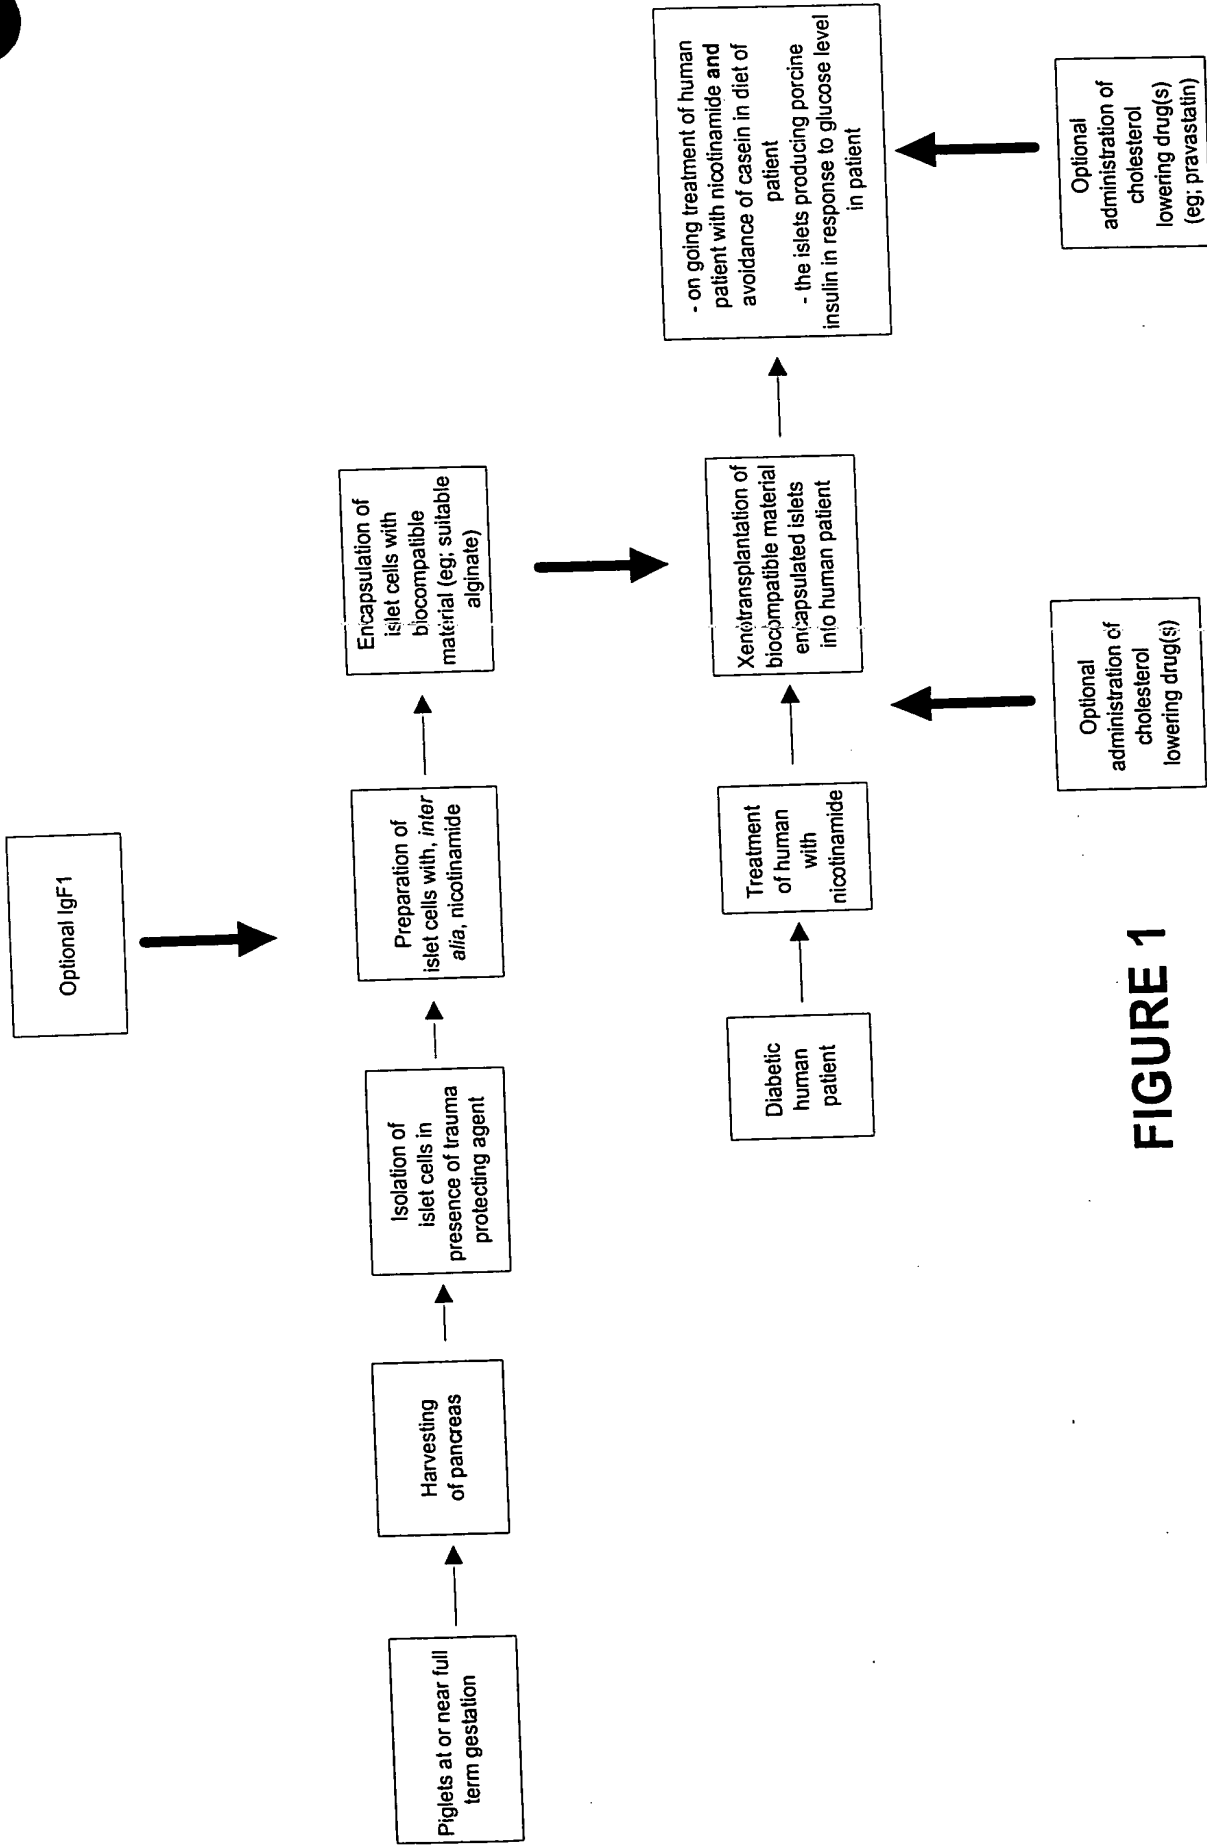 Optional IgF1
Piglets at or near full
term gestation
Harvesting
of pancreas
Isolation of
islet cells in
presence of trauma
protecting agent
Preparation of
islet cells with, inter
alia, nicotinamide
Encapsulation of
islet cells with
biocompatible
material (eg; suitable
alginate)
Diabetic
human
patient
Treatment
of human
with
nicotinamide
Xenotransplantation of
biocompatible material
encapsulated islets
into human patient
- on going treatment of human
patient with nicotinamide and
avoidance of casein in diet of
patient
- the islets producing porcine
insulin in response to glucose level
in patient
Optional
administration of
cholesterol
lowering drug(s)
Optional
administration of
cholesterol
lowering drug(s)
(eg; pravastatin)
FIGURE 1